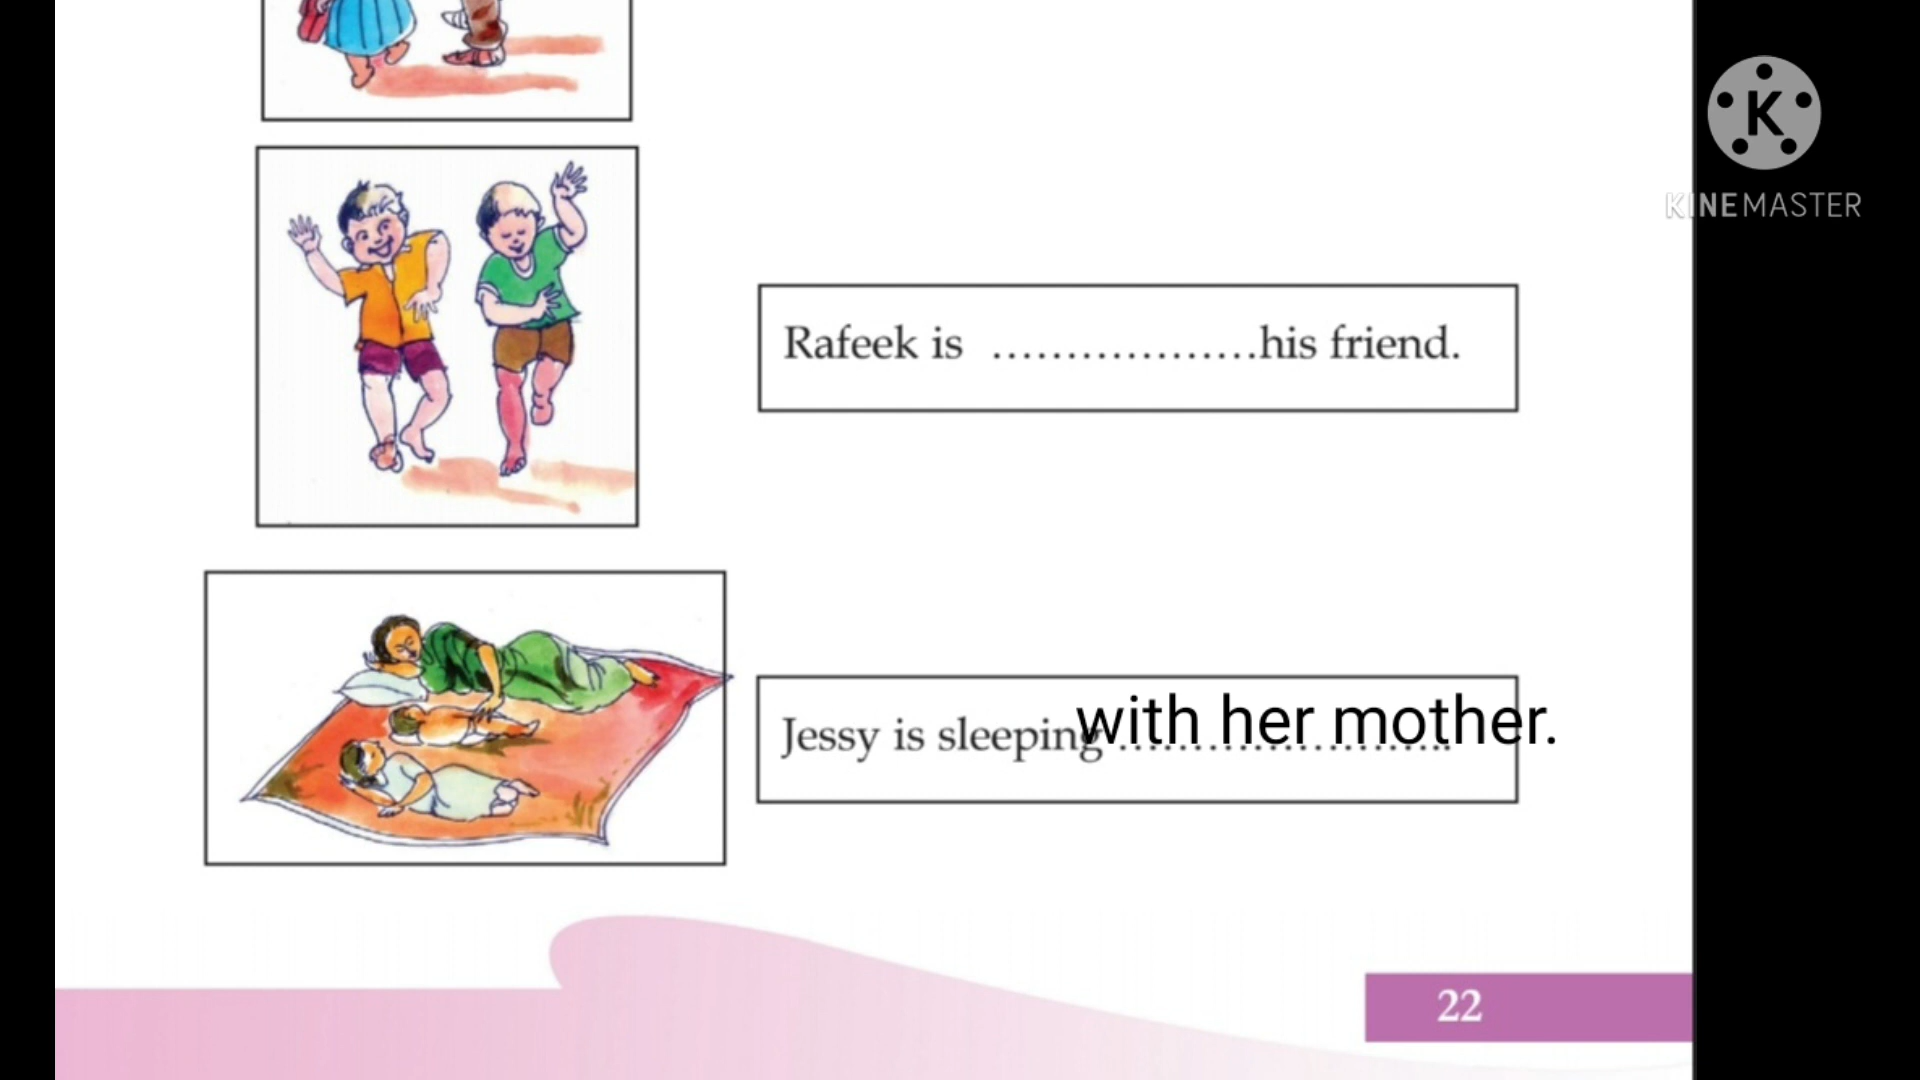 KINEMASTER
Rafeek is ...................his friend.
Jessy is sleeping ........................
with her mother.
22